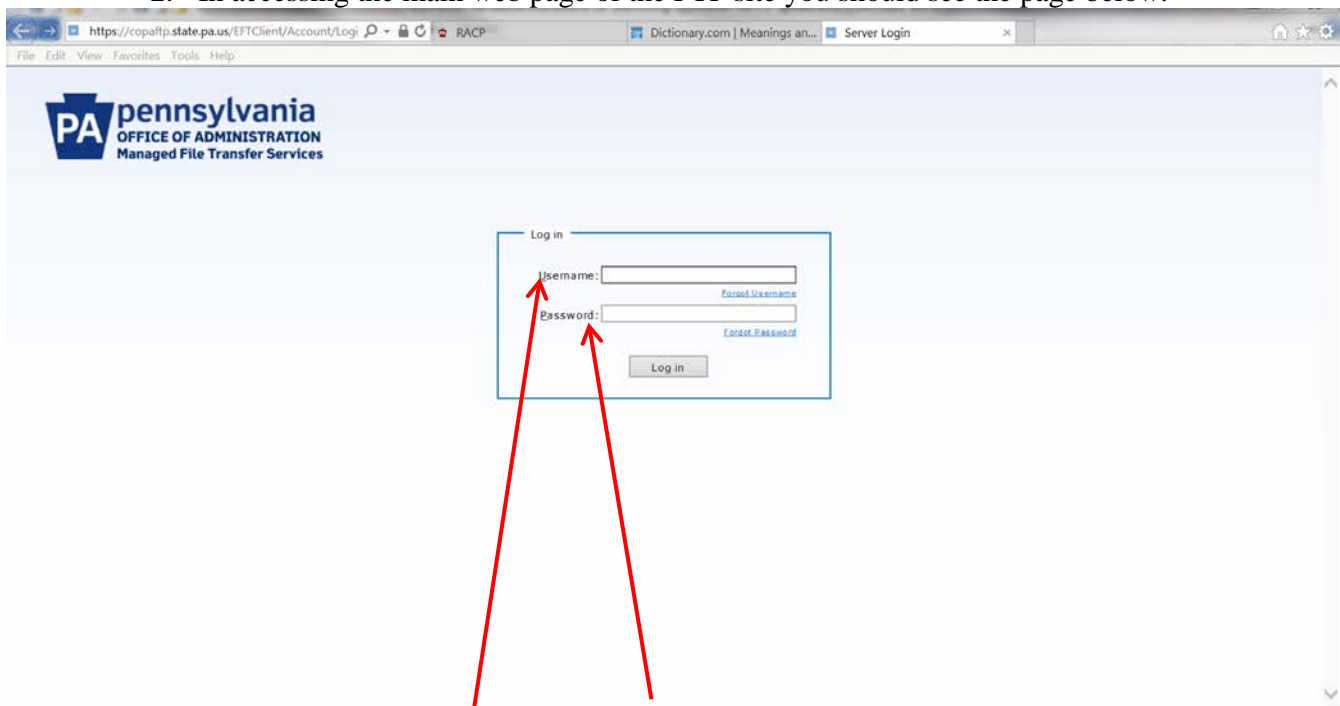 2. In accessing the main web page of the FTP site you should see the page below.
https://copaftp.state.pa.us/EFTClient/Account/Logi RACP Dictionary.com | Meanings an... Server Login
File Edit View Favorites Tools Help
PA pennsylvania
OFFICE OF ADMINISTRATION
Managed File Transfer Services
Log in
Username:
Forgot Username
Password:
Forgot Password
Log in